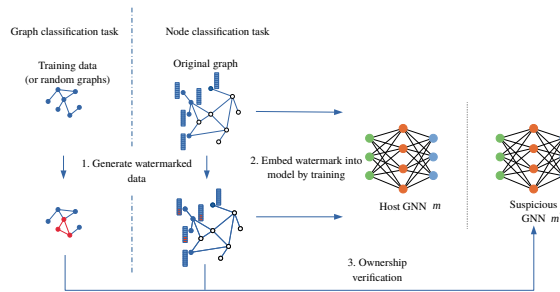 Graph classification task
Node classification task
Training data
(or random graphs)
Original graph
1. Generate watermarked
data
2. Embed watermark into
model by training
Host GNN m
Suspicious
GNN m
3. Ownership
verification